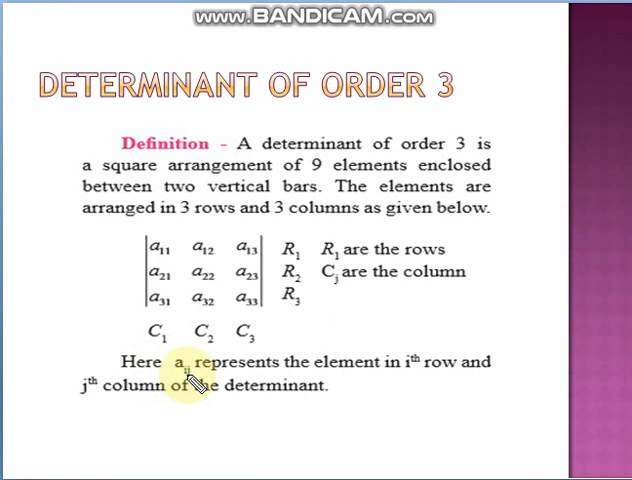 www.BANDICAM.com
DETERMINANT OF ORDER 3
Definition - A determinant of order 3 is
a square arrangement of 9 elements enclosed
between two vertical bars. The elements are
arranged in 3 rows and 3 columns as given below.
|a₁₁ a₁₂ a₁₃| R₁ R₁ are the rows
|a₂₁ a₂₂ a₂₃| R₂ Cⱼ are the column
|a₃₁ a₃₂ a₃₃| R₃
C₁ C₂ C₃
Here aᵢⱼ represents the element in iᵗʰ row and
jᵗʰ column of the determinant.